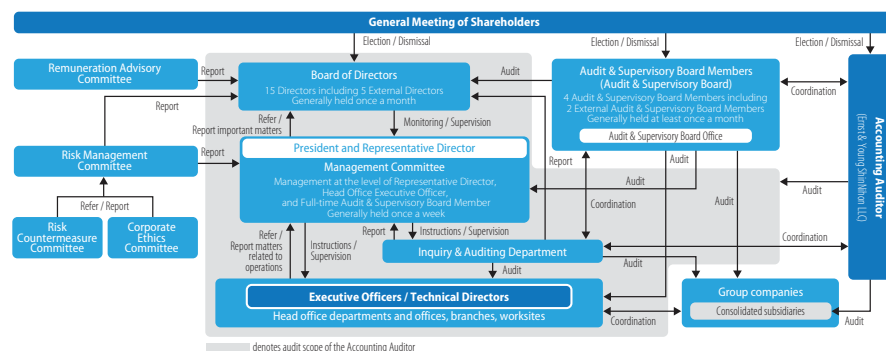 General Meeting of Shareholders
Election / Dismissal
Election / Dismissal
Election / Dismissal
Remuneration Advisory
Committee
Report
Report
Board of Directors
15 Directors including 5 External Directors
Generally held once a month
Audit
Audit & Supervisory Board Members
(Audit & Supervisory Board)
4 Audit & Supervisory Board Members including
2 External Audit & Supervisory Board Members
Generally held at least once a month
Audit & Supervisory Board Office
Coordination
Accounting Auditor
(Ernst & Young ShinNihon LLC)
Refer /
Report important matters
Monitoring / Supervision
Risk Management
Committee
Report
President and Representative Director
Management Committee
Management at the level of Representative Director,
Head Office Executive Officer,
and Full-time Audit & Supervisory Board Member
Generally held once a week
Report
Audit
Audit
Audit
Audit
Coordination
Refer / Report
Risk
Countermeasure
Committee
Corporate
Ethics
Committee
Refer /
Report matters
related to
operations
Instructions /
Supervision
Report
Instructions / Supervision
Inquiry & Auditing Department
Coordination
Audit
Audit
Executive Officers / Technical Directors
Head office departments and offices, branches, worksites
Coordination
Group companies
Consolidated subsidiaries
Audit
denotes audit scope of the Accounting Auditor